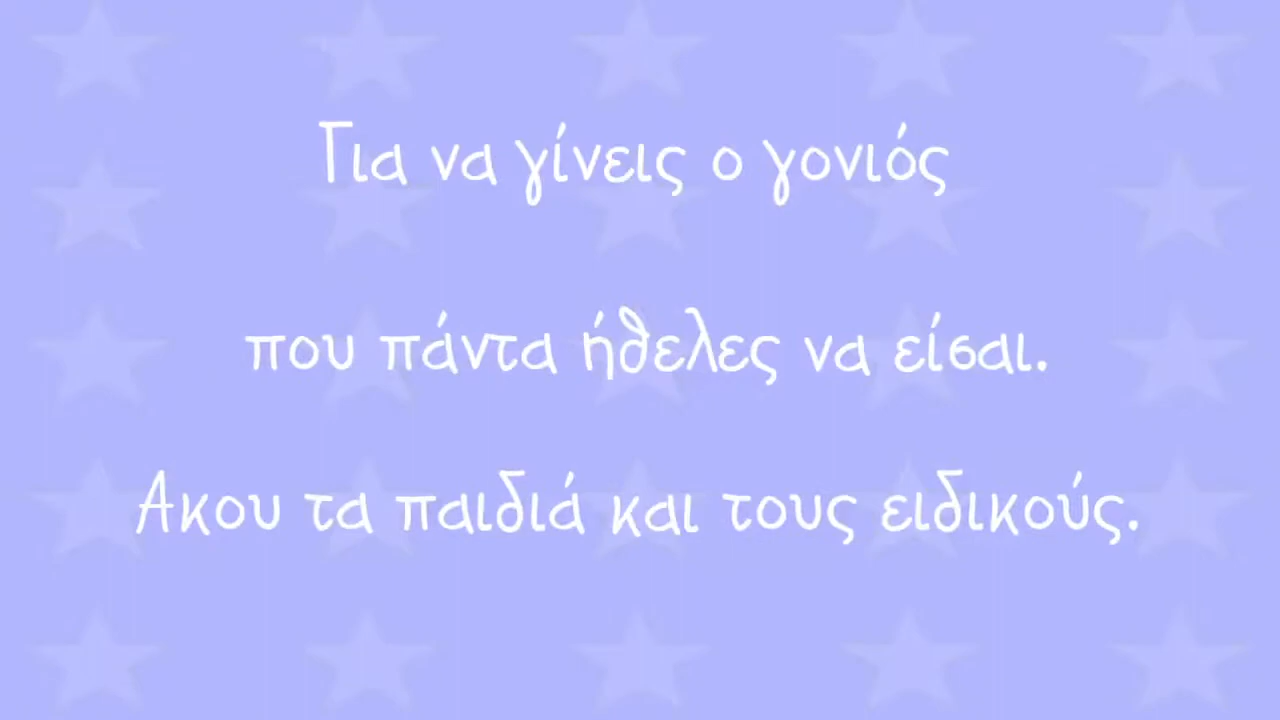 Για να γίνεις ο γονιός
που πάντα ήθελες να είσαι.
Ακου τα παιδιά και τους ειδικούς.